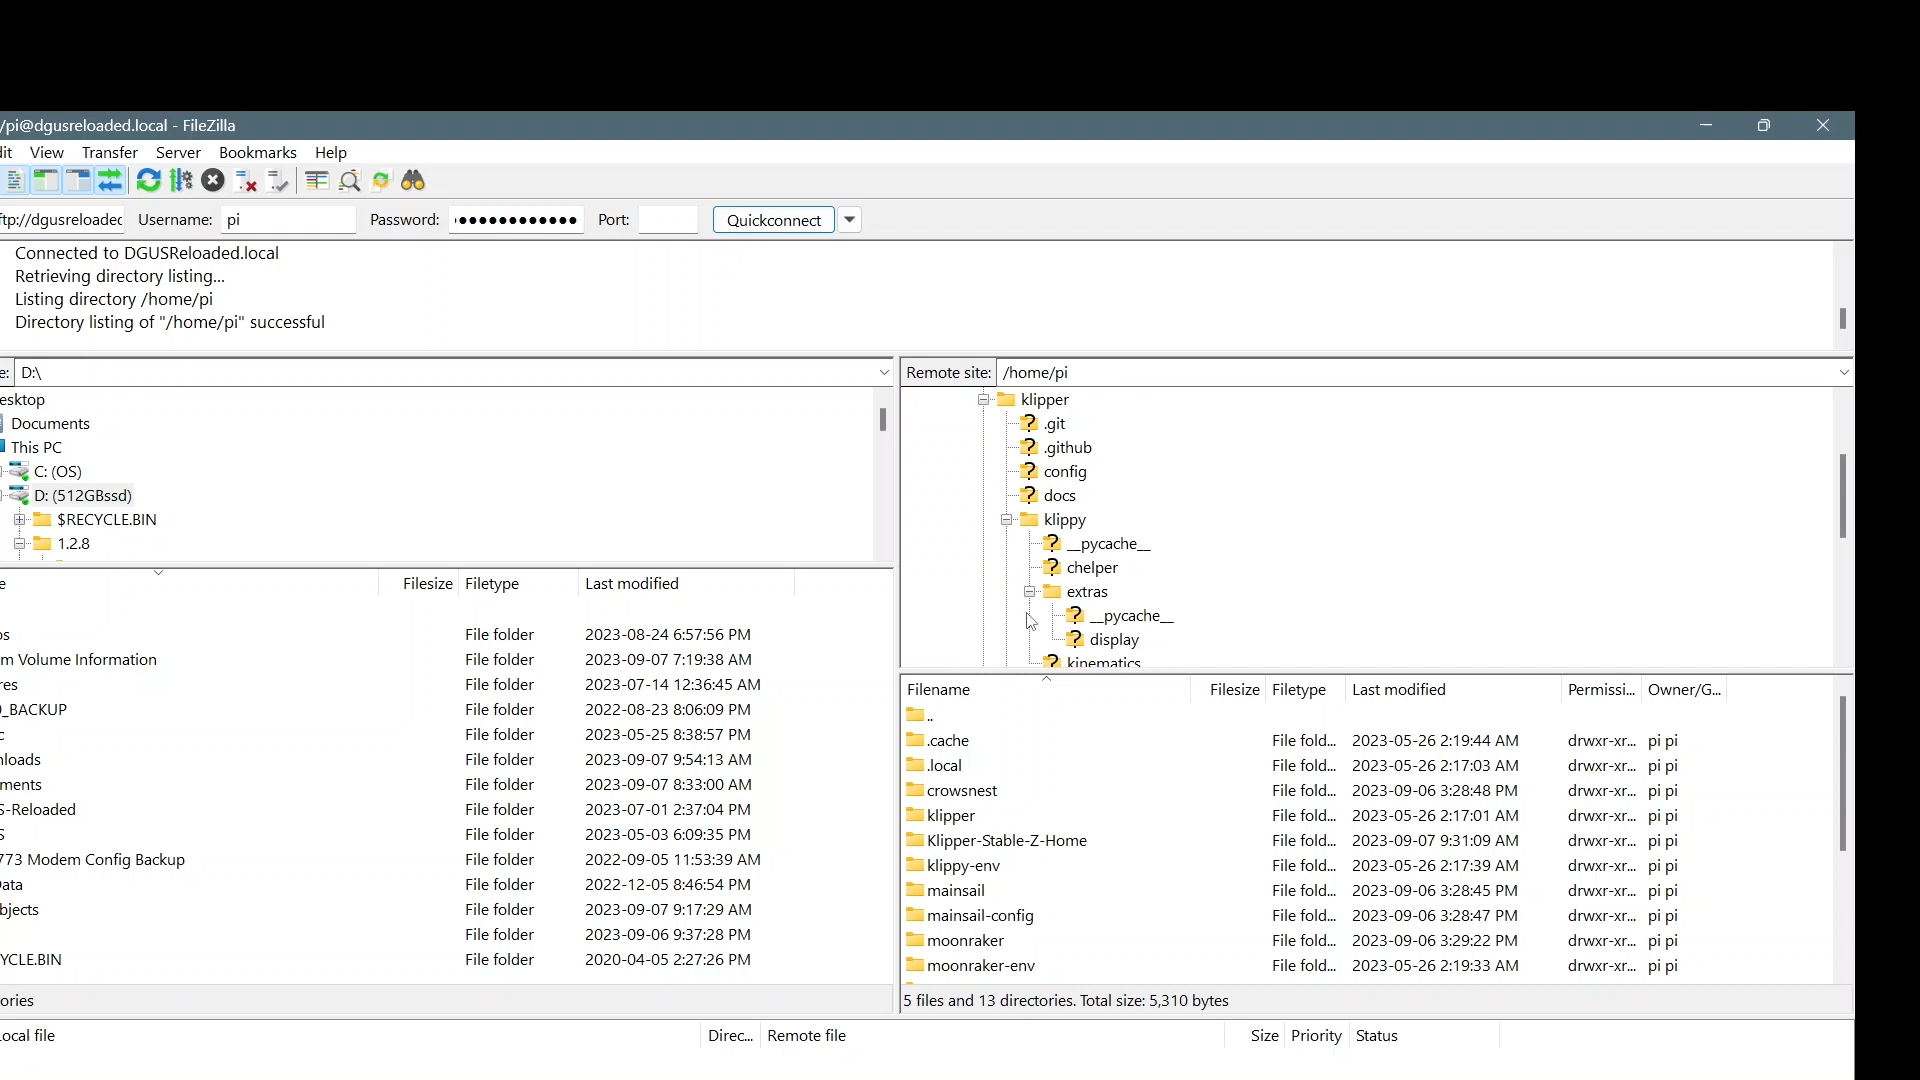 /pi@dgusreloaded.local - FileZilla
dit View Transfer Server Bookmarks Help
ftp://dgusreloadec Username: pi Password: •••••••••••• Port: Quickconnect
Connected to DGUSReloaded.local
Retrieving directory listing...
Listing directory /home/pi
Directory listing of "/home/pi" successful
e: D:\
esktop
Documents
This PC
C: (OS)
D: (512GBssd)
$RECYCLE.BIN
1.2.8
Remote site: /home/pi
klipper
.git
.github
config
docs
klippy
__pycache__
chelper
extras
__pycache__
display
kinematics
e Filesize Filetype Last modified
os File folder 2023-08-24 6:57:56 PM
m Volume Information File folder 2023-09-07 7:19:38 AM
res File folder 2023-07-14 12:36:45 AM
_BACKUP File folder 2022-08-23 8:06:09 PM
c File folder 2023-05-25 8:38:57 PM
nloads File folder 2023-09-07 9:54:13 AM
ments File folder 2023-09-07 8:33:00 AM
S-Reloaded File folder 2023-07-01 2:37:04 PM
S File folder 2023-05-03 6:09:35 PM
773 Modem Config Backup File folder 2022-09-05 11:53:39 AM
ata File folder 2022-12-05 8:46:54 PM
bjects File folder 2023-09-07 9:17:29 AM
File folder 2023-09-06 9:37:28 PM
YCLE.BIN File folder 2020-04-05 2:27:26 PM
ories
Filename Filesize Filetype Last modified Permissi... Owner/G...
..
.cache File fold... 2023-05-26 2:19:44 AM drwxr-xr... pi pi
.local File fold... 2023-05-26 2:17:03 AM drwxr-xr... pi pi
crowsnest File fold... 2023-09-06 3:28:48 PM drwxr-xr... pi pi
klipper File fold... 2023-05-26 2:17:01 AM drwxr-xr... pi pi
Klipper-Stable-Z-Home File fold... 2023-09-07 9:31:09 AM drwxr-xr... pi pi
klippy-env File fold... 2023-05-26 2:17:39 AM drwxr-xr... pi pi
mainsail File fold... 2023-09-06 3:28:45 PM drwxr-xr... pi pi
mainsail-config File fold... 2023-09-06 3:28:47 PM drwxr-xr... pi pi
moonraker File fold... 2023-09-06 3:29:22 PM drwxr-xr... pi pi
moonraker-env File fold... 2023-05-26 2:19:33 AM drwxr-xr... pi pi
5 files and 13 directories. Total size: 5,310 bytes
Local file Direc... Remote file Size Priority Status